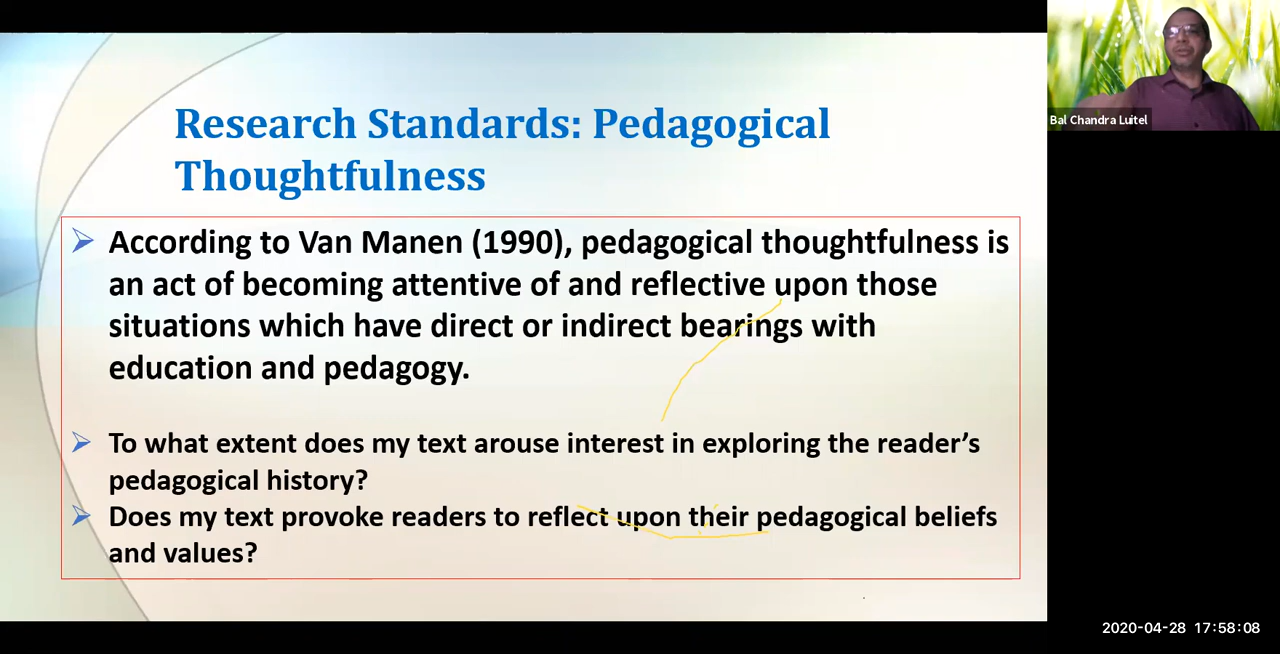 Research Standards: Pedagogical
Thoughtfulness
According to Van Manen (1990), pedagogical thoughtfulness is
an act of becoming attentive of and reflective upon those
situations which have direct or indirect bearings with
education and pedagogy.
To what extent does my text arouse interest in exploring the reader’s
pedagogical history?
Does my text provoke readers to reflect upon their pedagogical beliefs
and values?
Bal Chandra Luitel
2020-04-28 17:58:08